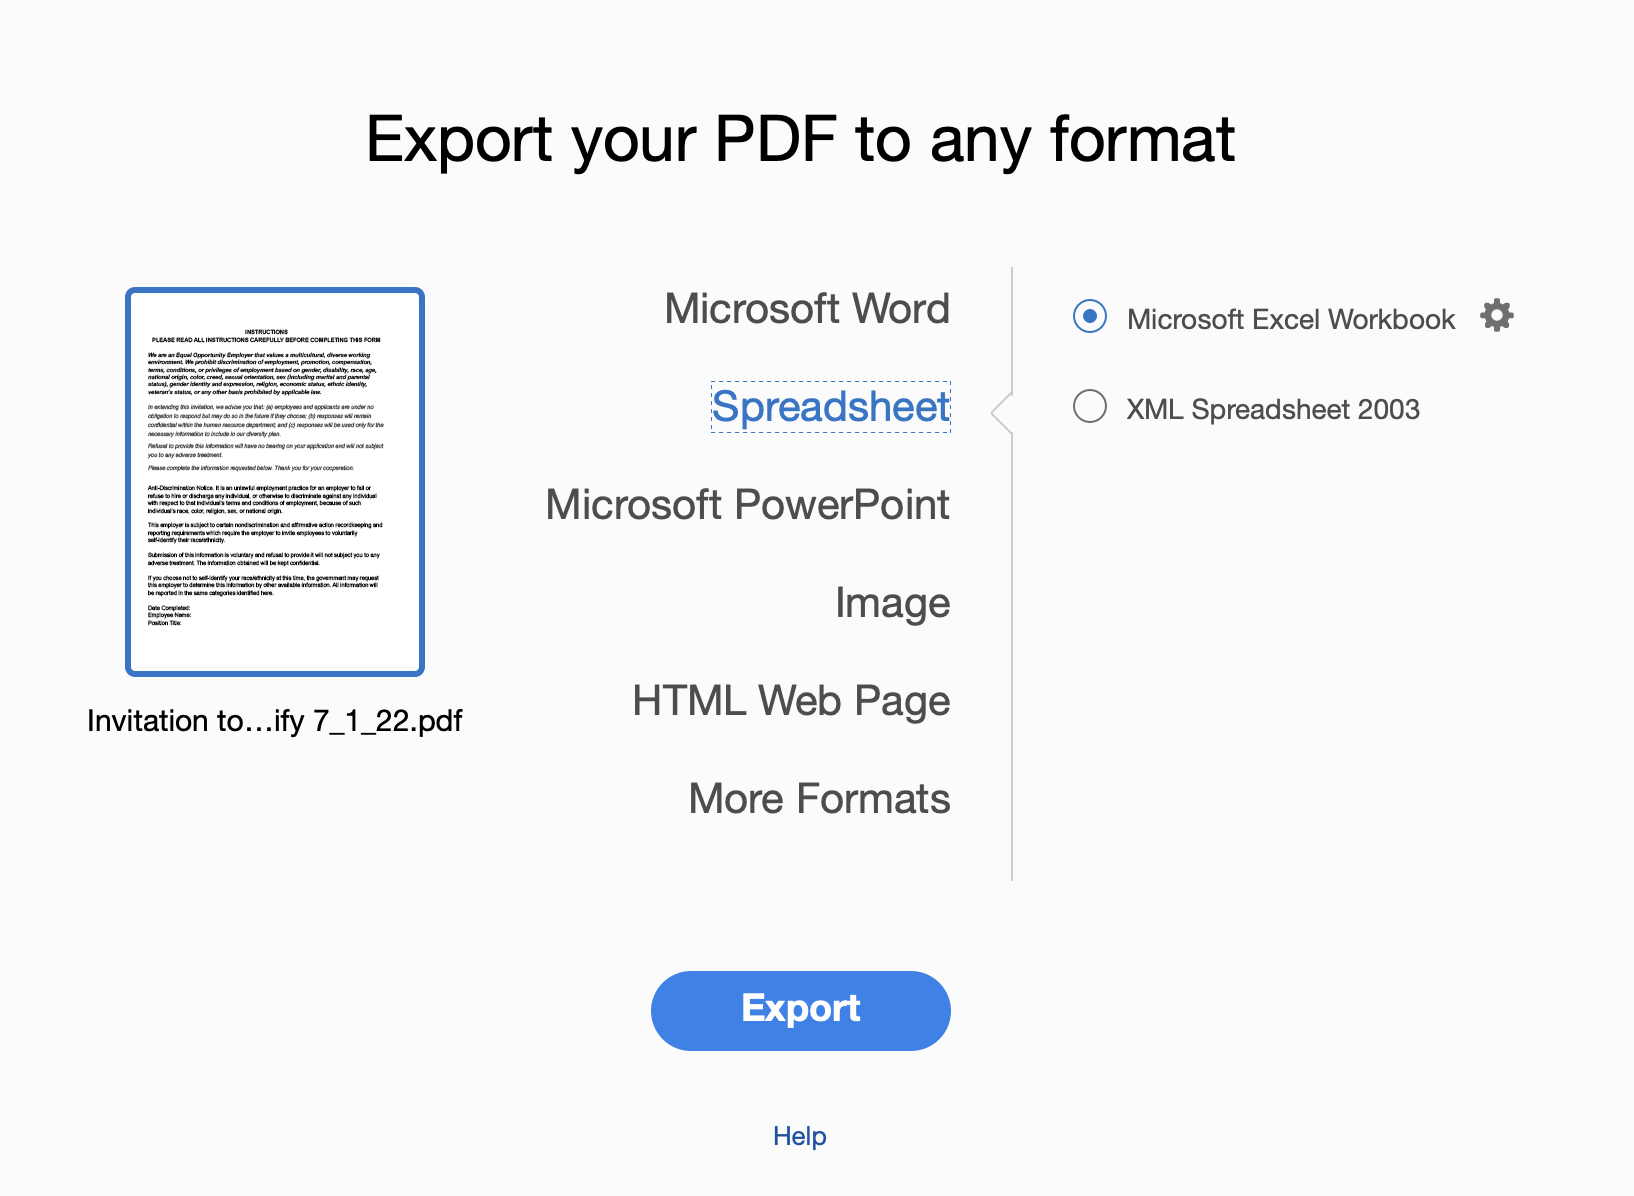 Export your PDF to any format
INSTRUCTIONS
PLEASE READ ALL INSTRUCTIONS CAREFULLY BEFORE COMPLETING THIS FORM
We are an Equal Opportunity Employer that values a multicultural, diverse working
environment. We prohibit discrimination of employment, promotion, compensation,
terms, conditions, or privileges of employment based on gender, disability, race, age,
national origin, color, creed, sexual orientation, sex (including marital and parental
status), gender identity and expression, religion, economic status, ethnic identity,
veteran's status, or any other basis prohibited by applicable law.
In extending this invitation, we advise you that: (a) employees and applicants are under no
obligation to respond but may do so in the future if they choose; (b) responses will remain
confidential within the human resource department; and (c) responses will be used only for the
necessary information to include in our diversity plan.
Refusal to provide this information will have no bearing on your application and will not subject
you to any adverse treatment.
Please complete the information requested below. Thank you for your cooperation.
Anti-Discrimination Notice. It is an unlawful employment practice for an employer to fail or
refuse to hire or discharge any individual, or otherwise to discriminate against any individual
with respect to that individual's terms and conditions of employment, because of such
individual's race, color, religion, sex, or national origin.
This employer is subject to certain nondiscrimination and affirmative action recordkeeping and
reporting requirements which require the employer to invite employees to voluntarily
self-identify their race/ethnicity.
Submission of this information is voluntary and refusal to provide it will not subject you to any
adverse treatment. The information obtained will be kept confidential.
If you choose not to self-identify your race/ethnicity at this time, the government may request
this employer to determine this information by other available information. All information will
be reported in the same categories identified here.
Date Completed:
Employee Name:
Position Title:
Invitation to…ify 7_1_22.pdf
Microsoft Word
Spreadsheet
Microsoft PowerPoint
Image
HTML Web Page
More Formats
Microsoft Excel Workbook
XML Spreadsheet 2003
Export
Help